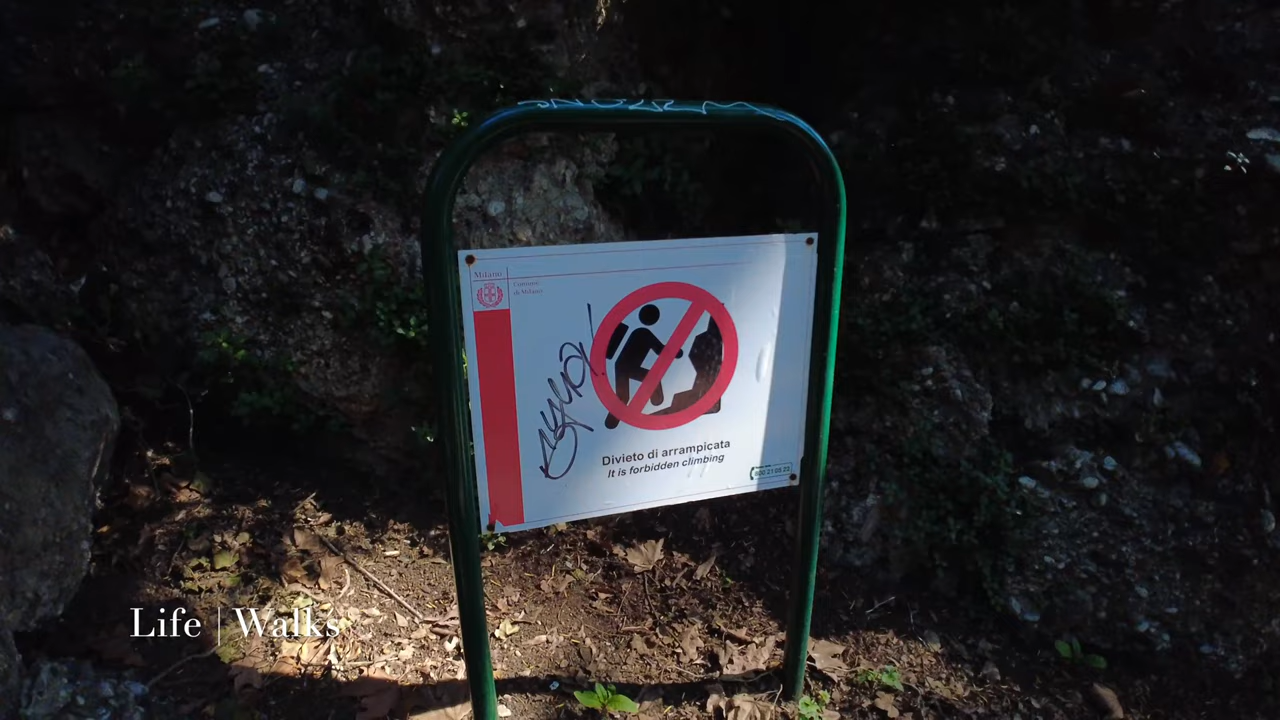 Milano
Comune
di Milano
Divieto di arrampicata
It is forbidden climbing
Life | Walks